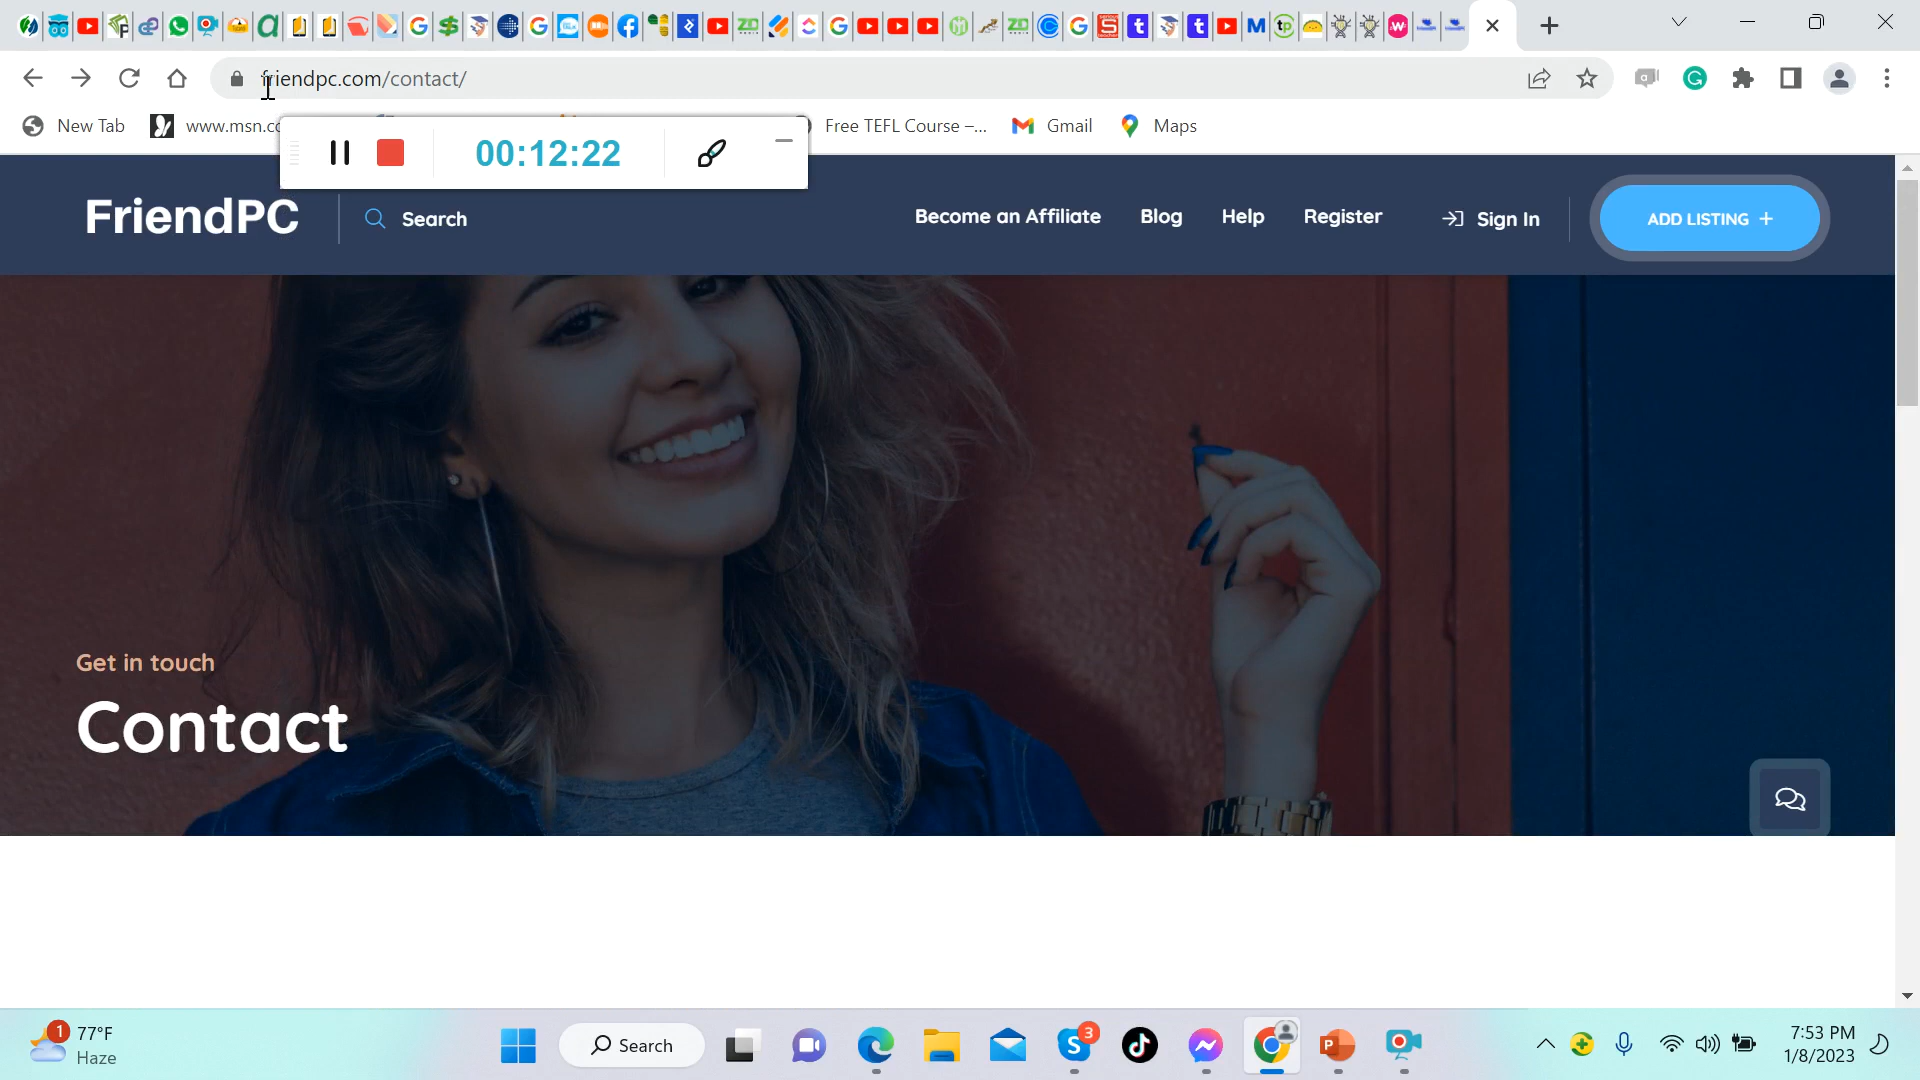 friendpc.com/contact/
New Tab
www.msn.co
Free TEFL Course –...
Gmail
Maps
00:12:22
FriendPC
Search
Become an Affiliate
Blog
Help
Register
Sign In
ADD LISTING +
Get in touch
Contact
1
77°F
Haze
Search
3
7:53 PM
1/8/2023